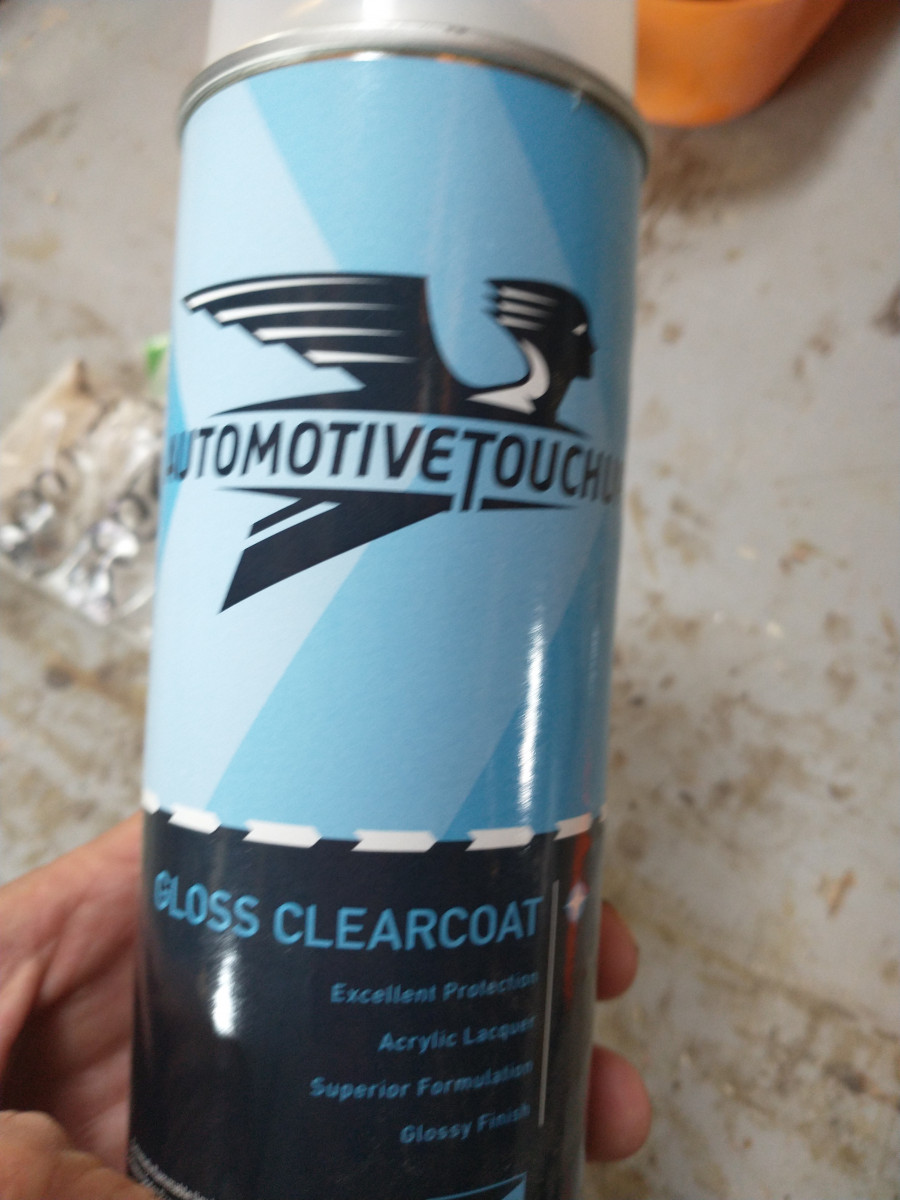 AUTOMOTIVETOUCHU
GLOSS CLEARCOAT
Excellent Protection
Acrylic Lacquer
Superior Formulation
Glossy Finish